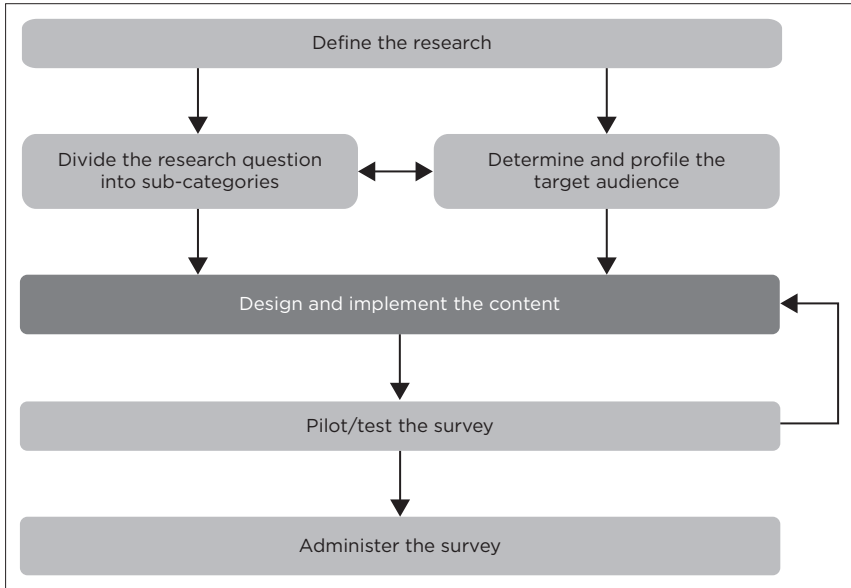 Define the research
Divide the research question
into sub-categories
Determine and profile the
target audience
Design and implement the content
Pilot/test the survey
Administer the survey